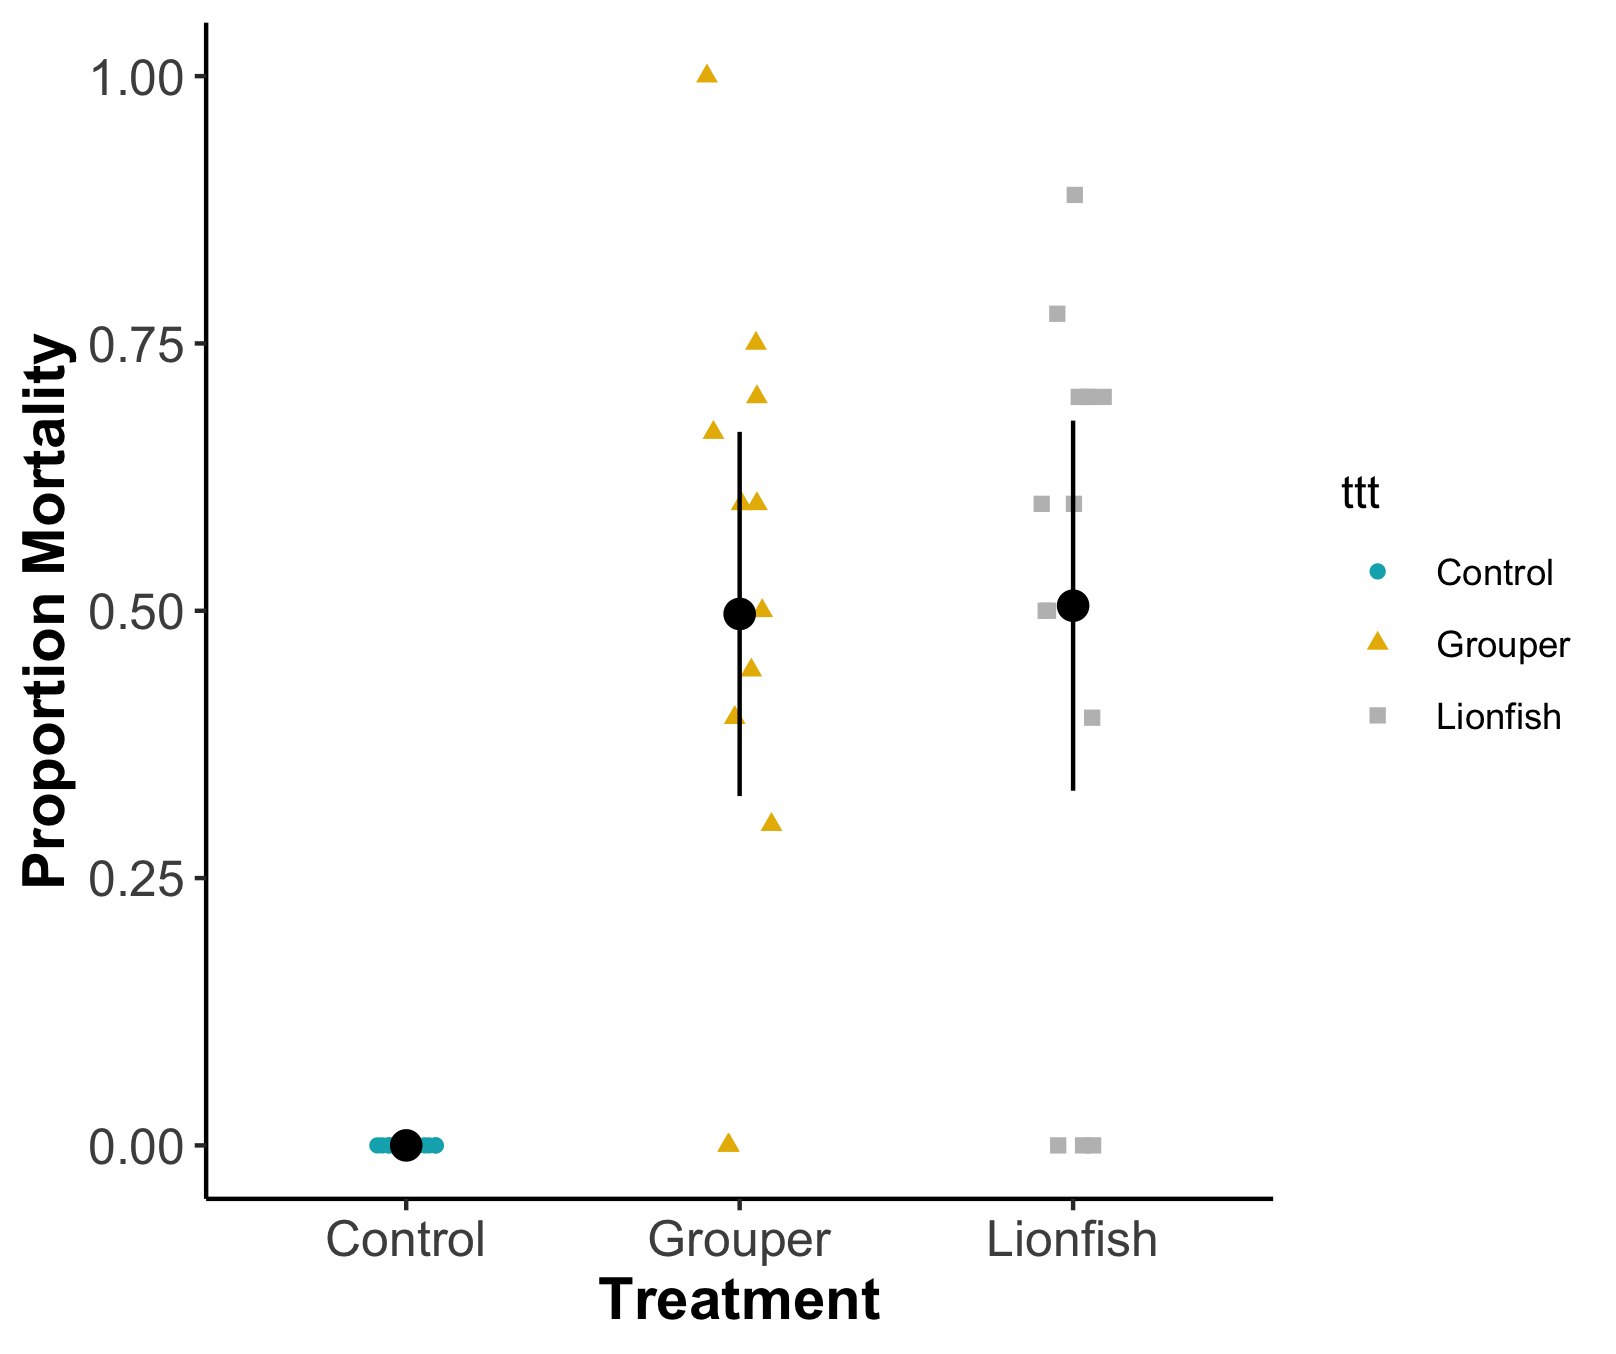 Proportion Mortality
1.00
0.75
0.50
0.25
0.00
Control
Grouper
Lionfish
Treatment
ttt
Control
Grouper
Lionfish